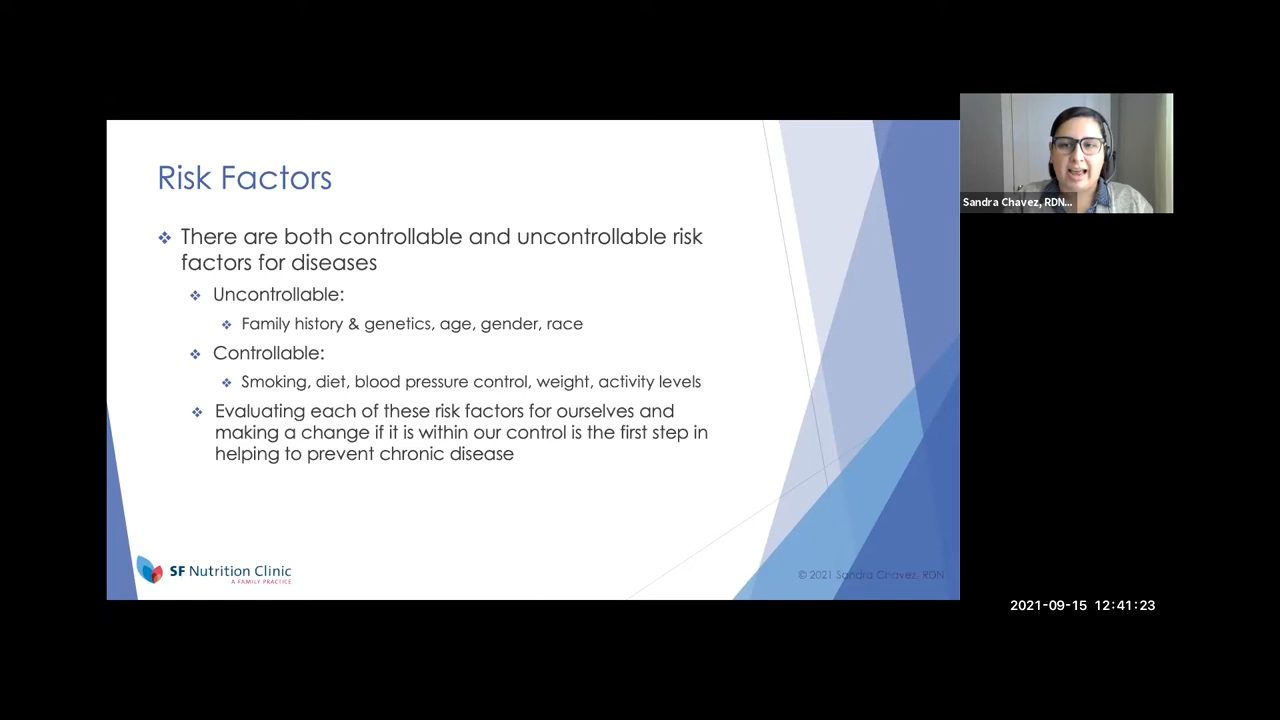 Risk Factors
There are both controllable and uncontrollable risk
factors for diseases
Uncontrollable:
Family history & genetics, age, gender, race
Controllable:
Smoking, diet, blood pressure control, weight, activity levels
Evaluating each of these risk factors for ourselves and
making a change if it is within our control is the first step in
helping to prevent chronic disease
SF Nutrition Clinic
A FAMILY PRACTICE
© 2021 Sandra Chavez, RDN
Sandra Chavez, RDN...
2021-09-15 12:41:23